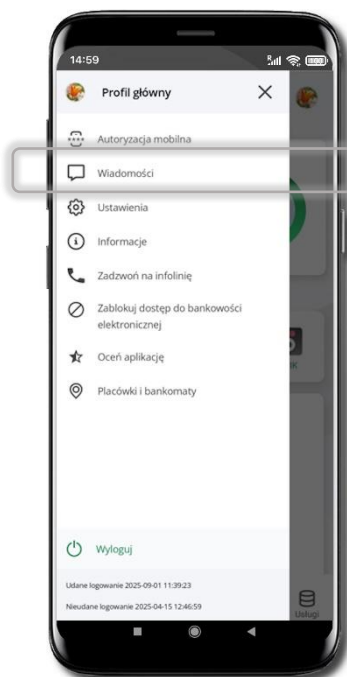 14:59
Profil główny
Autoryzacja mobilna
Wiadomości
Ustawienia
Informacje
Zadzwoń na infolinię
Zablokuj dostęp do bankowości
elektronicznej
Oceń aplikację
Placówki i bankomaty
Wyloguj
Udane logowanie 2025-09-01 11:39:23
Nieudane logowanie 2025-04-15 12:46:59
Usługi